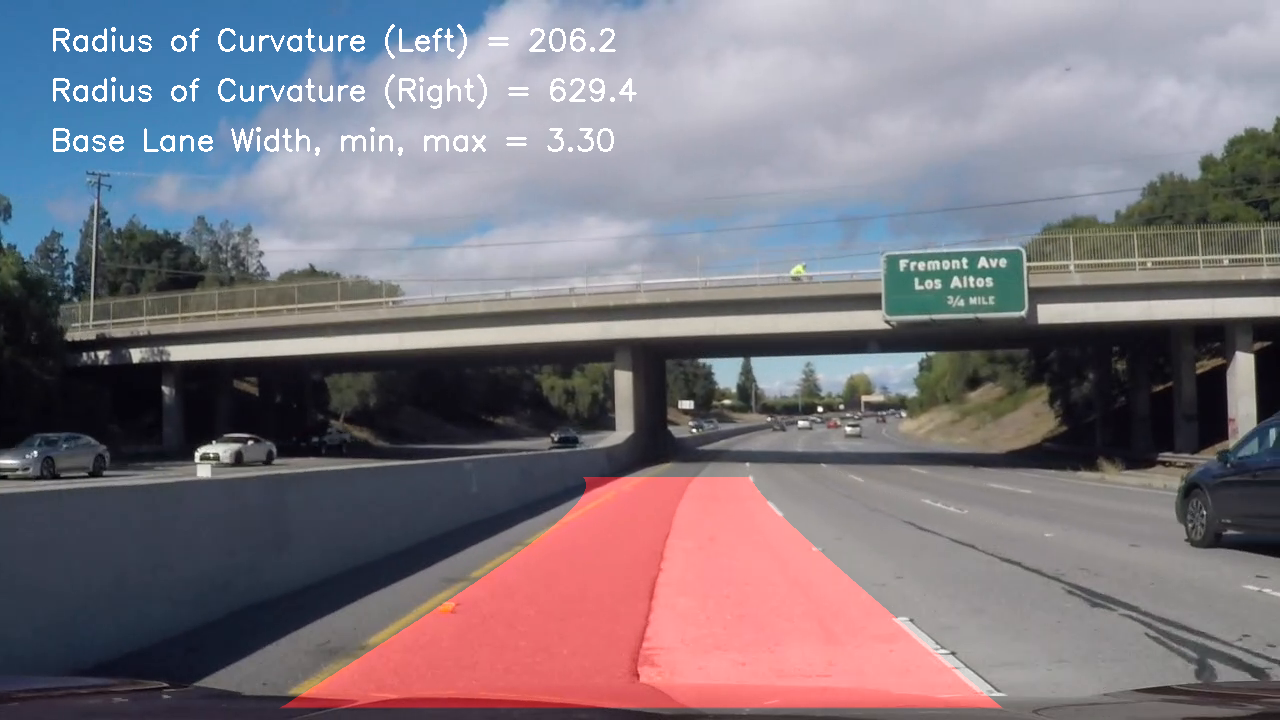 Radius of Curvature (Left) = 206.2
Radius of Curvature (Right) = 629.4
Base Lane Width, min, max = 3.30
Fremont Ave
Los Altos
3/4 MILE